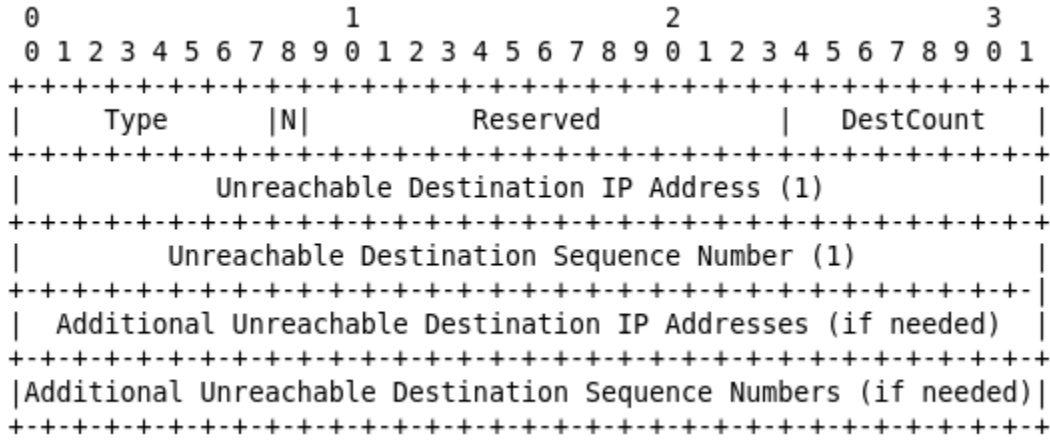 0                   1                   2                   3
 0 1 2 3 4 5 6 7 8 9 0 1 2 3 4 5 6 7 8 9 0 1 2 3 4 5 6 7 8 9 0 1
+-+-+-+-+-+-+-+-+-+-+-+-+-+-+-+-+-+-+-+-+-+-+-+-+-+-+-+-+-+-+-+-+
|     Type      |N|          Reserved           |   DestCount   |
+-+-+-+-+-+-+-+-+-+-+-+-+-+-+-+-+-+-+-+-+-+-+-+-+-+-+-+-+-+-+-+-+
|            Unreachable Destination IP Address (1)             |
+-+-+-+-+-+-+-+-+-+-+-+-+-+-+-+-+-+-+-+-+-+-+-+-+-+-+-+-+-+-+-+-+
|         Unreachable Destination Sequence Number (1)           |
+-+-+-+-+-+-+-+-+-+-+-+-+-+-+-+-+-+-+-+-+-+-+-+-+-+-+-+-+-+-+-+-|
|  Additional Unreachable Destination IP Addresses (if needed)  |
+-+-+-+-+-+-+-+-+-+-+-+-+-+-+-+-+-+-+-+-+-+-+-+-+-+-+-+-+-+-+-+-+
|Additional Unreachable Destination Sequence Numbers (if needed)|
+-+-+-+-+-+-+-+-+-+-+-+-+-+-+-+-+-+-+-+-+-+-+-+-+-+-+-+-+-+-+-+-+